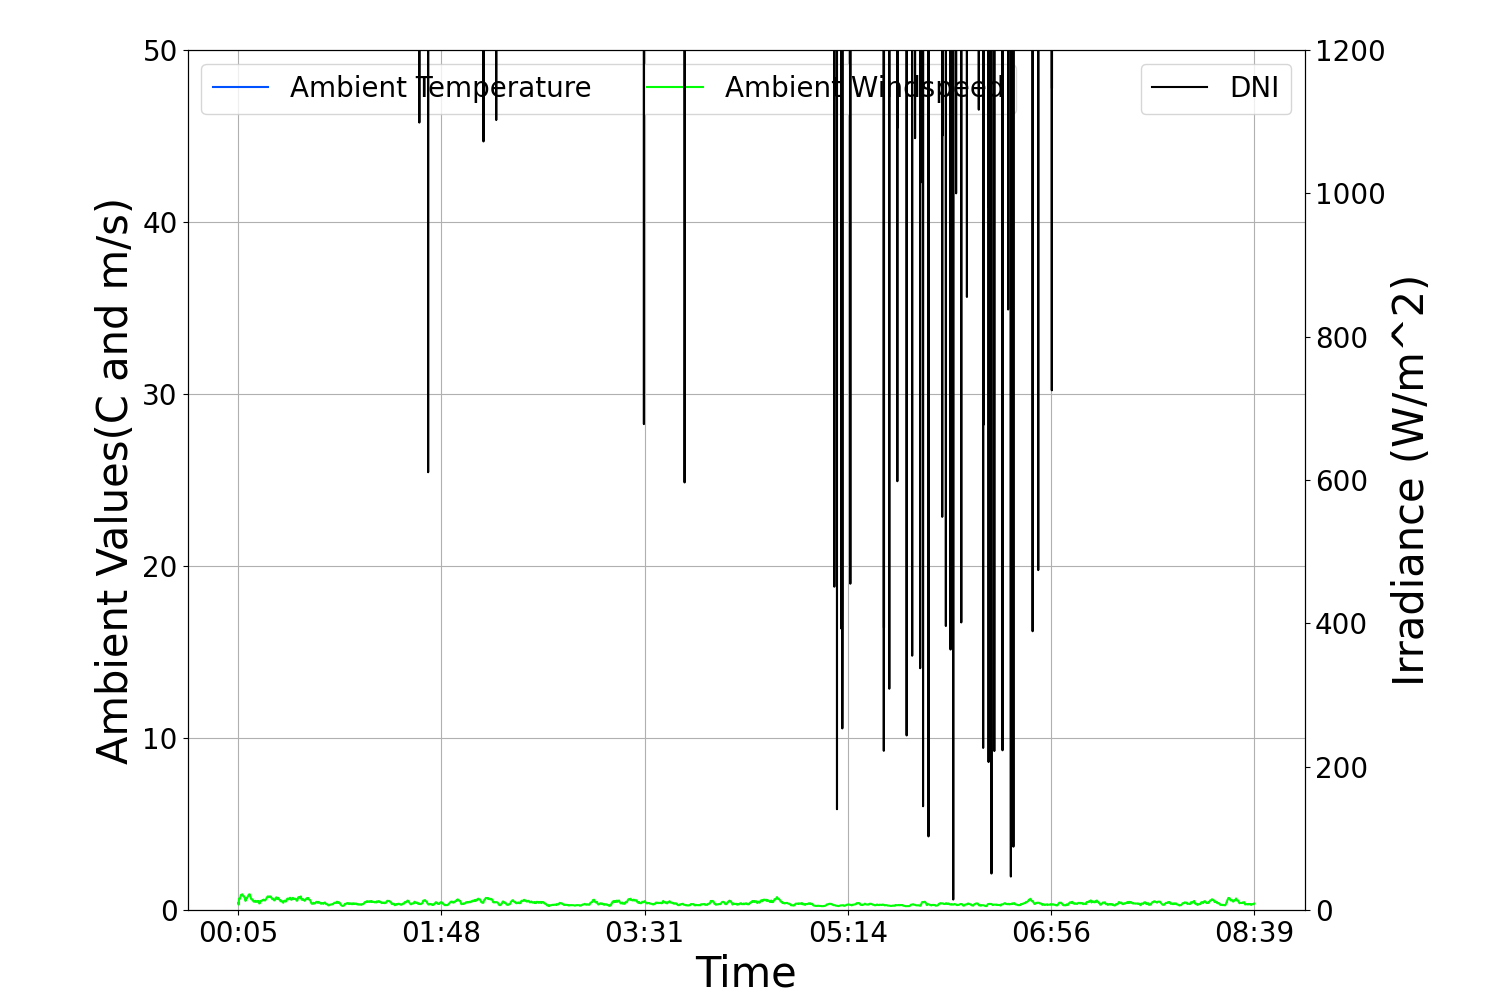 Ambient Temperature
Ambient Windspeed
DNI
Ambient Values(C and m/s)
50
40
30
20
10
0
1200
1000
800
600
400
200
0
Irradiance (W/m^2)
00:05 01:48 03:31 05:14 06:56 08:39
Time